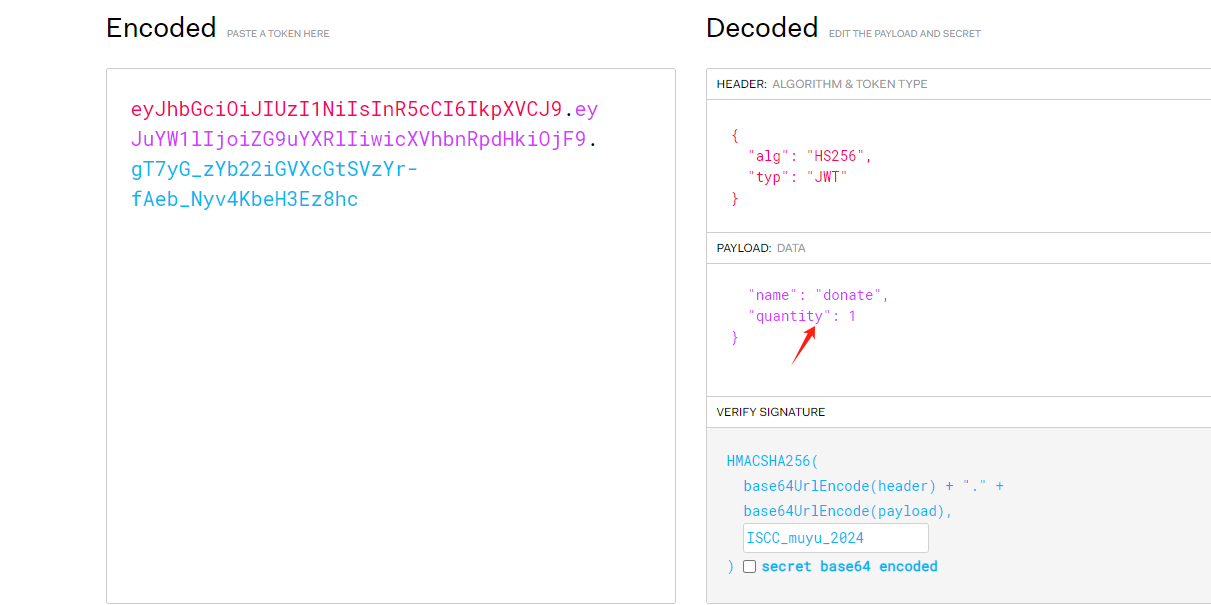 Encoded PASTE A TOKEN HERE
eyJhbGciOiJIUzI1NiIsInR5cCI6IkpXVCJ9.ey
JuYW1lIjoiZG9uYXRlIiwicXVhbnRpdHkiOjF9.
gT7yG_zYb22iGVXcGtSVzYr-
fAeb_Nyv4KbeH3Ez8hc
Decoded EDIT THE PAYLOAD AND SECRET
HEADER: ALGORITHM & TOKEN TYPE
{
"alg": "HS256",
"typ": "JWT"
}
PAYLOAD: DATA
"name": "donate",
"quantity": 1
}
VERIFY SIGNATURE
HMACSHA256(
base64UrlEncode(header) + "." +
base64UrlEncode(payload),
ISCC_muyu_2024
) secret base64 encoded